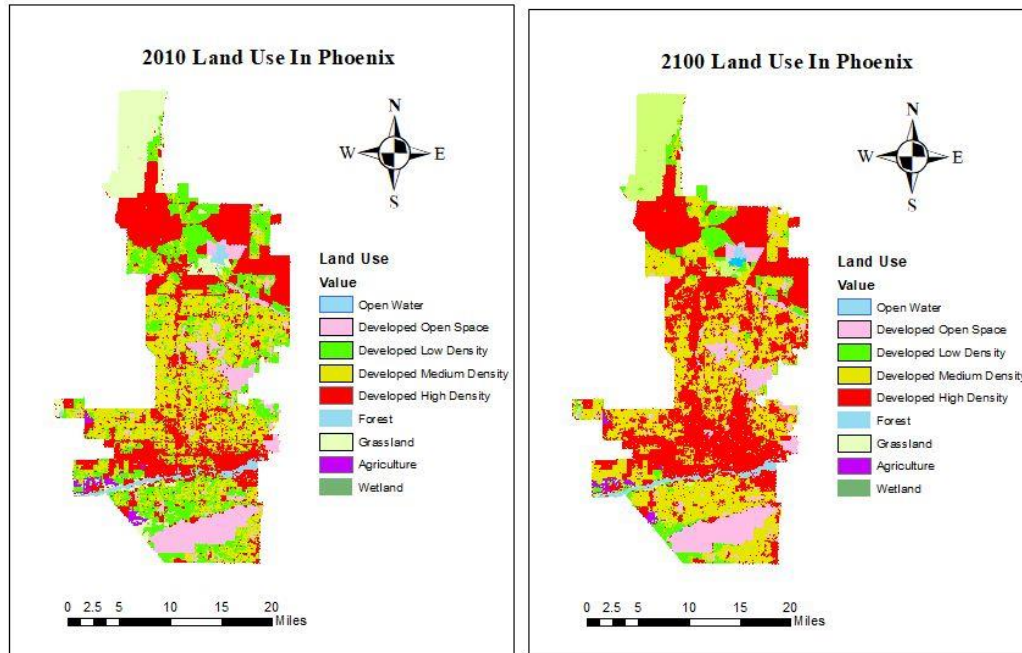 2010 Land Use In Phoenix
N
W E
S
Land Use
Value
Open Water
Developed Open Space
Developed Low Density
Developed Medium Density
Developed High Density
Forest
Grassland
Agriculture
Wetland
0 2.5 5 10 15 20
Miles
2100 Land Use In Phoenix
N
W E
S
Land Use
Value
Open Water
Developed Open Space
Developed Low Density
Developed Medium Density
Developed High Density
Forest
Grassland
Agriculture
Wetland
0 2.5 5 10 15 20
Miles